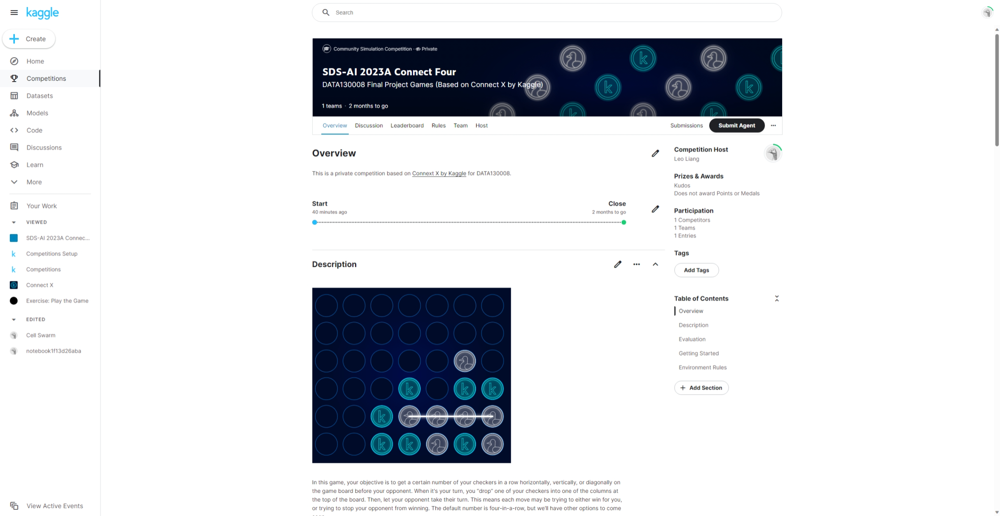 kaggle
Search
Create
Home
Competitions
Datasets
Models
Code
Discussions
Learn
More
Your Work
VIEWED
SDS-AI 2023A Connec...
k
Competitions Setup
k
Competitions
Connect X
Exercise: Play the Game
EDITED
Cell Swarm
notebook1f13d26aba
View Active Events
Community Simulation Competition · Private
SDS-AI 2023A Connect Four
DATA130008 Final Project Games (Based on Connect X by Kaggle)
1 teams · 2 months to go
k
k
k
k
k
Overview Discussion Leaderboard Rules Team Host Submissions Submit Agent
Overview
This is a private competition based on Connext X by Kaggle for DATA130008.
Start Close
40 minutes ago 2 months to go
Description
k k k
k
k k k
In this game, your objective is to get a certain number of your checkers in a row horizontally, vertically, or diagonally on
the game board before your opponent. When it's your turn, you “drop” one of your checkers into one of the columns at
the top of the board. Then, let your opponent take their turn. This means each move may be trying to either win for you,
or trying to stop your opponent from winning. The default number is four-in-a-row, but we'll have other options to come
Competition Host
Leo Liang
Prizes & Awards
Kudos
Does not award Points or Medals
Participation
1 Competitors
1 Teams
1 Entries
Tags
Add Tags
Table of Contents
Overview
Description
Evaluation
Getting Started
Environment Rules
Add Section